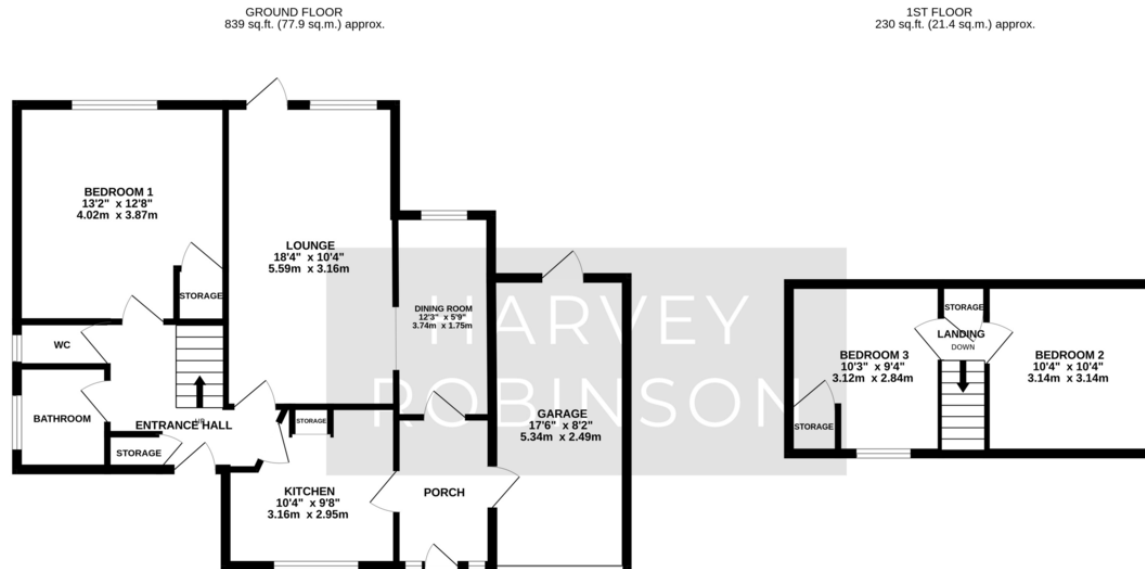 GROUND FLOOR
839 sq.ft. (77.9 sq.m.) approx.
1ST FLOOR
230 sq.ft. (21.4 sq.m.) approx.
BEDROOM 1
13'2" x 12'8"
4.02m x 3.87m
STORAGE
WC
BATHROOM
UP
ENTRANCE HALL
STORAGE
LOUNGE
18'4" x 10'4"
5.59m x 3.16m
DINING ROOM
12'3" x 5'9"
3.74m x 1.75m
STORAGE
KITCHEN
10'4" x 9'8"
3.16m x 2.95m
PORCH
GARAGE
17'6" x 8'2"
5.34m x 2.49m
HARVEY
ROBINSON
STORAGE
LANDING
DOWN
BEDROOM 3
10'3" x 9'4"
3.12m x 2.84m
STORAGE
BEDROOM 2
10'4" x 10'4"
3.14m x 3.14m